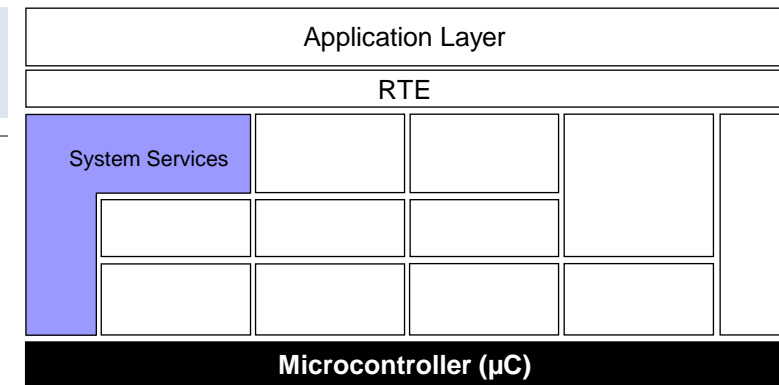 Application Layer
RTE
System Services
Microcontroller (µC)